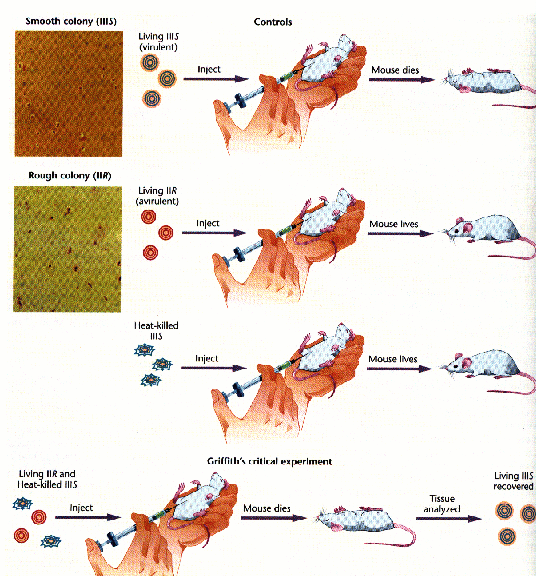 Smooth colony (IIIS)
Living IIIS
(virulent)
Controls
Inject
Mouse dies
Rough colony (IIR)
Living IIR
(avirulent)
Inject
Mouse lives
Heat-killed
IIIS
Inject
Mouse lives
Griffith's critical experiment
Living IIR and
Heat-killed IIIS
Inject
Mouse dies
Tissue
analyzed
Living IIIS
recovered